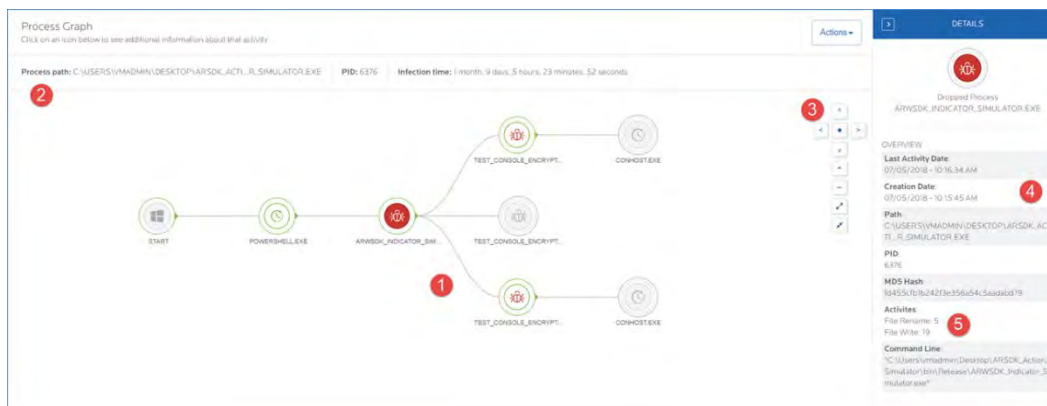 Process Graph
Click on an icon below to see additional information about that activity
Actions
Process path: C:\USERS\VMADMIN\DESKTOP\ARSDK_ACTI...R_SIMULATOR.EXE
PID: 6376
Infection time: 1 month, 9 days, 5 hours, 23 minutes, 52 seconds
2
3
START
POWERSHELL.EXE
ARWSDK_INDICATOR_SIM...
TEST_CONSOLE_ENCRYPT...
CONHOST.EXE
TEST_CONSOLE_ENCRYPT...
TEST_CONSOLE_ENCRYPT...
CONHOST.EXE
1
DETAILS
Dropped Process
ARWSDK_INDICATOR_SIMULATOR.EXE
OVERVIEW
Last Activity Date
07/05/2018 - 10:16:34 AM
Creation Date
07/05/2018 - 10:15:45 AM
4
Path
C:\USERS\VMADMIN\DESKTOP\ARSDK_AC
TI...R_SIMULATOR.EXE
PID
6376
MD5 Hash
Activites
File Rename: 5
File Write: 19
5
Command Line
"C:\Users\vmadmin\Desktop\ARSDK_Action
Simulator\bin\Release\ARWSDK_Indicator_S
mulator.exe"